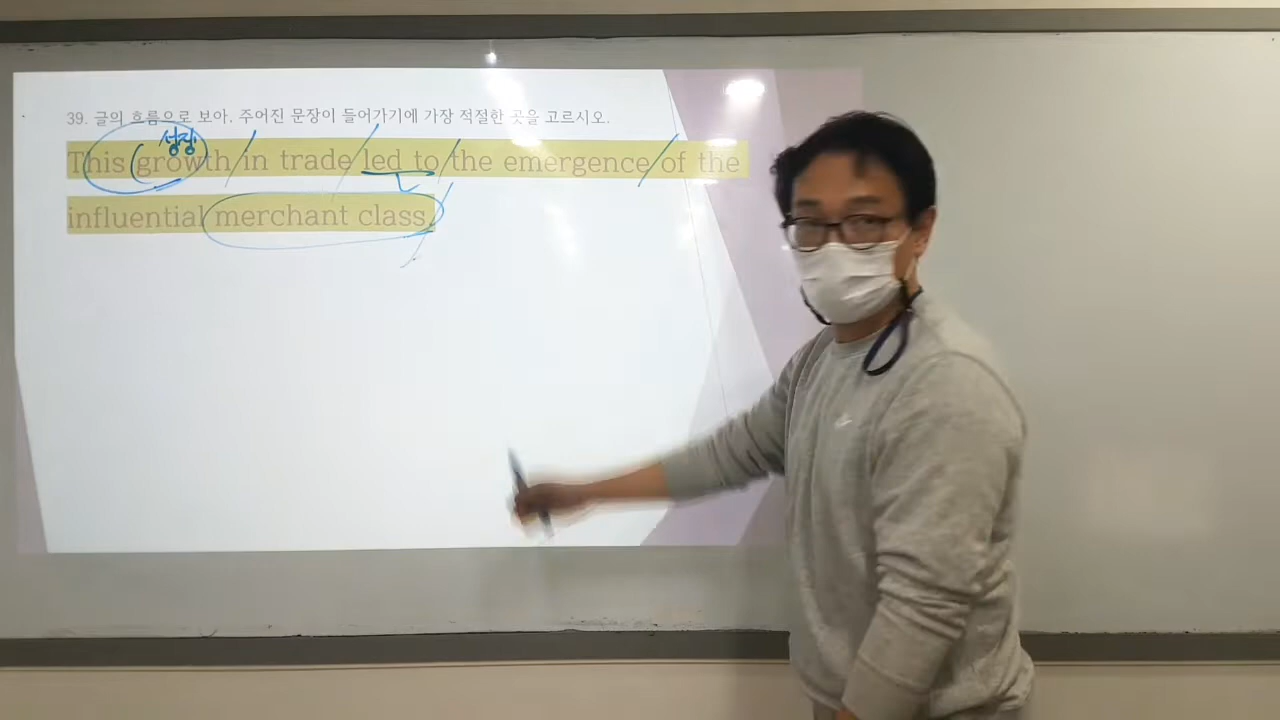 39. 글의 흐름으로 보아. 주어진 문장이 들어가기에 가장 적절한 곳을 고르시오.
성장
This growth in trade led to the emergence of the
influential merchant class.